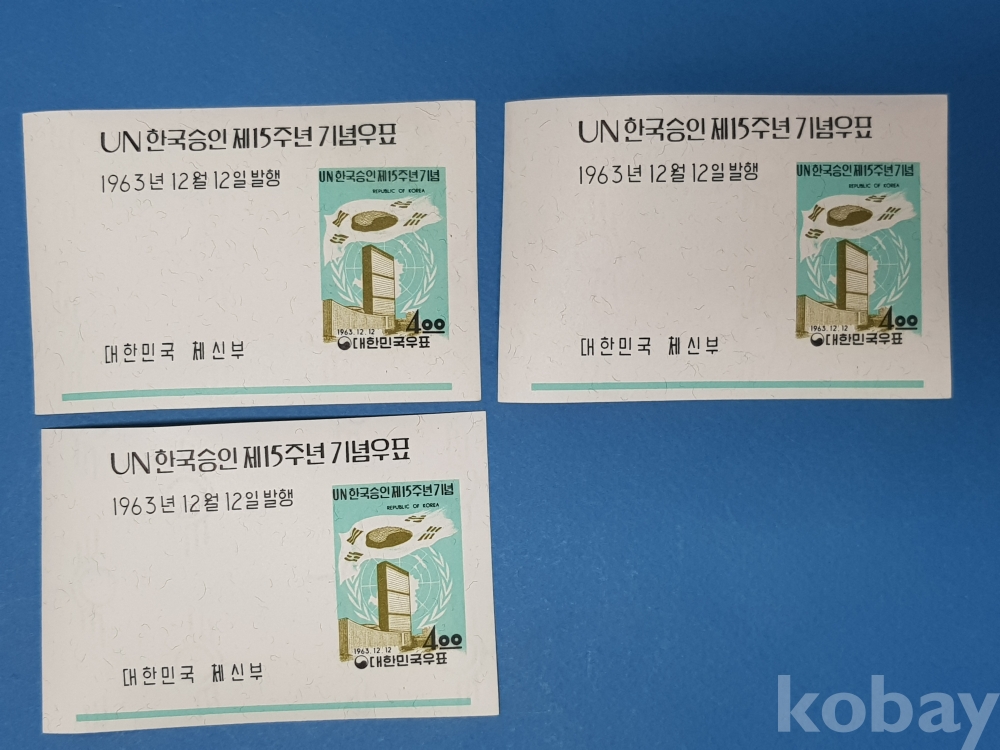 UN 한국승인 제15주년 기념우표
1963년 12월 12일 발행
UN 한국승인제15주년기념
REPUBLIC OF KOREA
1963.12.12
4.00
대한민국우표
대한민국 체신부
UN 한국승인 제15주년 기념우표
1963년 12월 12일 발행
UN 한국승인제15주년기념
REPUBLIC OF KOREA
1963.12.12
4.00
대한민국우표
대한민국 체신부
UN 한국승인 제15주년 기념우표
1963년 12월 12일 발행
UN 한국승인제15주년기념
REPUBLIC OF KOREA
1963.12.12
4.00
대한민국우표
대한민국 체신부
kobay